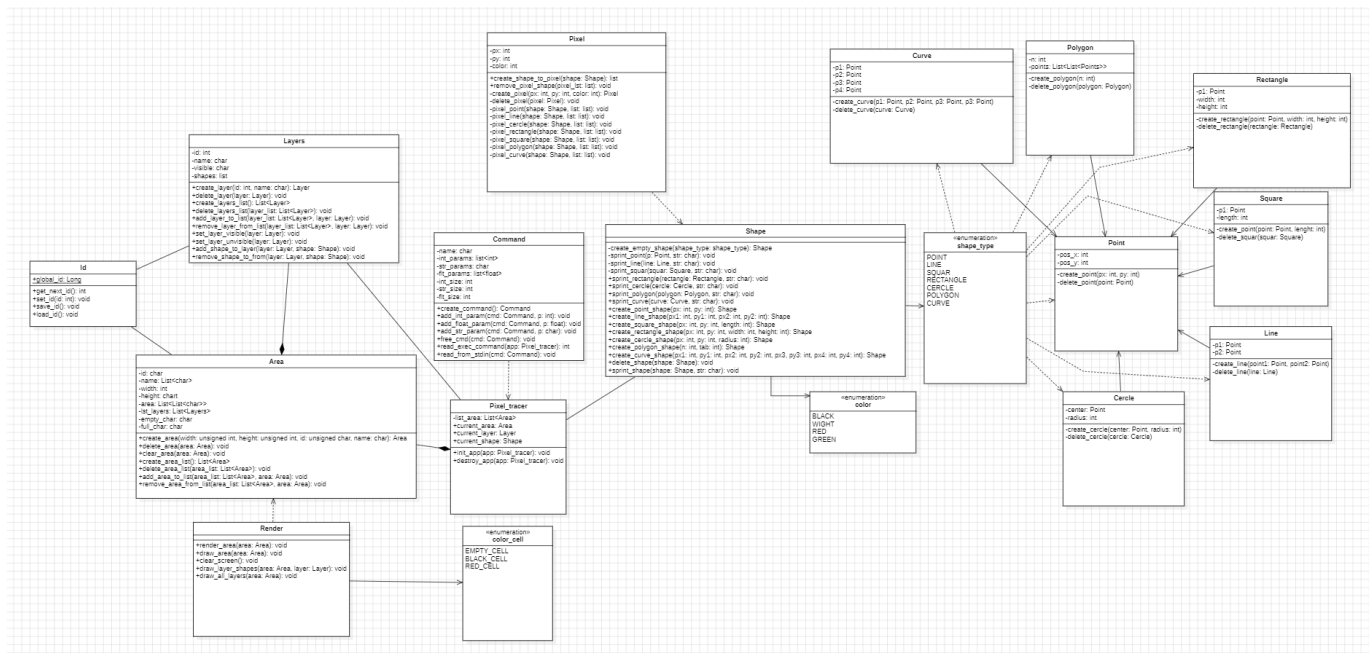 Pixel
-px: int
-py: int
-color: int
+create_shape_to_pixel(shape: Shape): list
+remove_pixel_shape(pixel_lst: list): void
-create_pixel(px: int, py: int, color: int): Pixel
-delete_pixel(pixel: Pixel): void
-pixel_point(shape: Shape, list: list): void
-pixel_line(shape: Shape, list: list): void
-pixel_cercle(shape: Shape, list: list): void
-pixel_rectangle(shape: Shape, list: list): void
-pixel_square(shape: Shape, list: list): void
-pixel_polygon(shape: Shape, list: list): void
-pixel_curve(shape: Shape, list: list): void
Curve
-p1: Point
-p2: Point
-p3: Point
-p4: Point
-create_curve(p1: Point, p2: Point, p3: Point, p3: Point)
-delete_curve(curve: Curve)
Polygon
-n: int
-points: List<List<Points>>
-create_polygon(n: int)
-delete_polygon(polygon: Polygon)
Rectangle
-p1: Point
-width: int
-height: int
-create_rectangle(point: Point, width: int, height: int)
-delete_rectangle(rectangle: Rectangle)
Layers
-id: int
-name: char
-visible: char
-shapes: list
+create_layer(id: int, name: char): Layer
+delete_layer(layer: Layer): void
+create_layers_list(): List<Layer>
+delete_layers_list(layer_list: List<Layer>): void
+add_layer_to_list(layer_list: List<Layer>, layer: Layer): void
+remove_layer_from_list(layer_list: List<Layer>, layer: Layer): void
+set_layer_visible(layer: Layer): void
+set_layer_unvisible(layer: Layer): void
+add_shape_to_layer(layer: Layer, shape: Shape): void
+remove_shape_to_from(layer: Layer, shape: Shape): void
Square
-p1: Point
-length: int
-create_point(point: Point, lenght: int)
-delete_squar(squar: Square)
Command
-name: char
-int_params: list<int>
-str_params: char
-flt_params: list<float>
-int_size: int
-str_size: int
-flt_size: int
+create_command(): Command
+add_int_param(cmd: Command, p: int): void
+add_float_param(cmd: Command, p: float): void
+add_str_param(cmd: Command, p: char): void
+free_cmd(cmd: Command): void
+read_exec_command(app: Pixel_tracer): int
+read_from_stdin(cmd: Command): void
Shape
-create_empty_shape(shape_type: shape_type): Shape
-sprint_point(p: Point, str: char): void
-sprint_line(line: Line, str: char): void
-sprint_squar(squar: Square, str: char): void
+sprint_rectangle(rectangle: Rectangle, str: char): void
+sprint_cercle(cercle: Cercle, str: char): void
+sprint_polygon(polygon: Polygon, str: char): void
+sprint_curve(curve: Curve, str: char): void
+create_point_shape(px: int, py: int): Shape
+create_line_shape(px1: int, py1: int, px2: int, py2: int): Shape
+create_square_shape(px: int, py: int, length: int): Shape
+create_rectangle_shape(px: int, py: int, width: int, height: int): Shape
+create_cercle_shape(px: int, py: int, radius: int): Shape
+create_polygon_shape(n: int, tab: int): Shape
+create_curve_shape(px1: int, py1: int, px2: int, py2: int, px3, py3: int, px4: int, py4: int): Shape
+delete_shape(shape: Shape): void
+sprint_shape(shape: Shape, str: char): void
«enumeration»
shape_type
POINT
LINE
SQUAR
RECTANGLE
CERCLE
POLYGON
CURVE
Point
-pos_x: int
-pos_y: int
-create_point(px: int, py: int)
-delete_point(point: Point)
Id
+global_id: Long
+get_next_id(): int
+set_id(id: int): void
+save_id(): void
+load_id(): void
Line
-p1: Point
-p2: Point
-create_line(point1: Point, point2: Point)
-delete_line(line: Line)
Area
-id: char
-name: List<char>
-width: int
-height: chart
-area: List<List<char>>
-lst_layers: List<Layers>
-empty_char: char
-full_char: char
+create_area(width: unsigned int, height: unsigned int, id: unsigned char, name: char): Area
+delete_area(area: Area): void
+clear_area(area: Area): void
+create_area_list(): List<Area>
+delete_area_list(area_list: List<Area>): void
+add_area_to_list(area_list: List<Area>, area: Area): void
+remove_area_from_list(area_list: List<Area>, area: Area): void
Pixel_tracer
-list_area: List<Area>
+current_area: Area
+current_layer: Layer
+current_shape: Shape
+init_app(app: Pixel_tracer): void
+destroy_app(app: Pixel_tracer): void
«enumeration»
color
BLACK
WIGHT
RED
GREEN
Cercle
-center: Point
-radius: int
-create_cercle(center: Point, radius: int)
-delete_cercle(cercle: Cercle)
Render
+render_area(area: Area): void
+draw_area(area: Area): void
+clear_screen(): void
+draw_layer_shapes(area: Area, layer: Layer): void
+draw_all_layers(area: Area): void
«enumeration»
color_cell
EMPTY_CELL
BLACK_CELL
RED_CELL